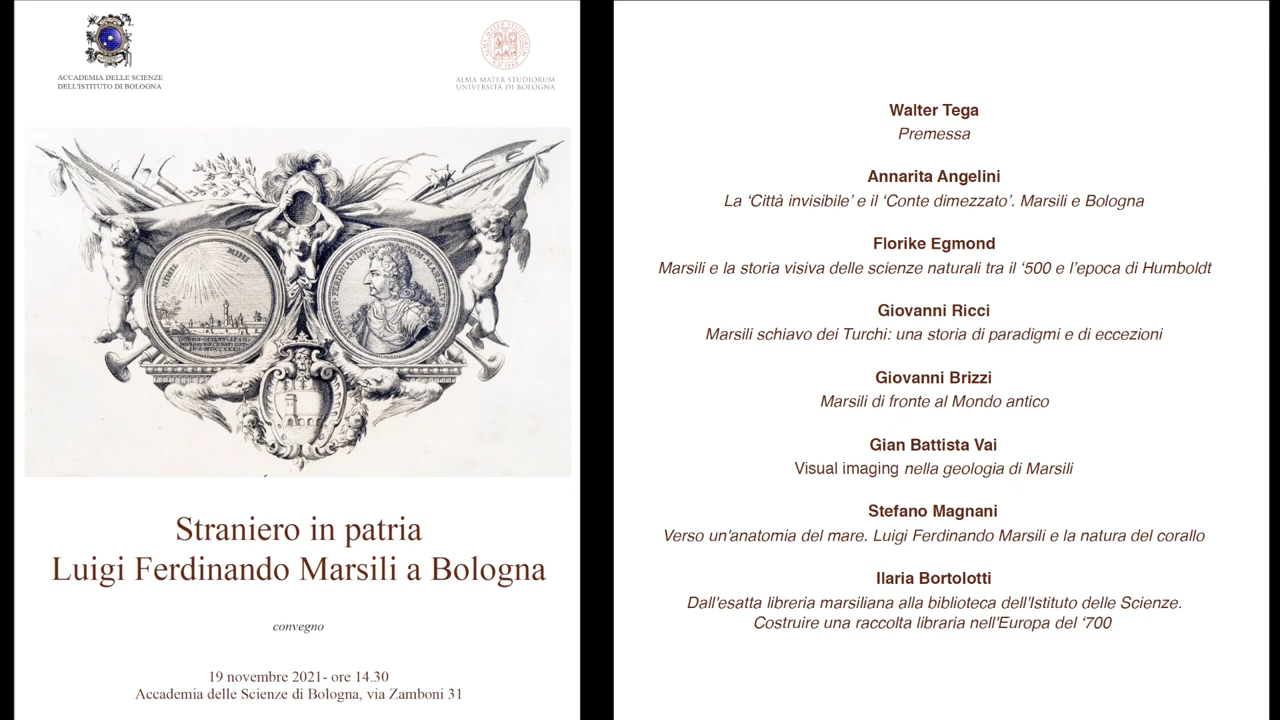 ACCADEMIA DELLE SCIENZE
DELL'ISTITUTO DI BOLOGNA
ALMA MATER STUDIORUM
UNIVERSITÀ DI BOLOGNA
NIHIL MIHI
Straniero in patria
Luigi Ferdinando Marsili a Bologna
convegno
19 novembre 2021- ore 14.30
Accademia delle Scienze di Bologna, via Zamboni 31
Walter Tega
Premessa
Annarita Angelini
La ‘Città invisibile’ e il ‘Conte dimezzato’. Marsili e Bologna
Florike Egmond
Marsili e la storia visiva delle scienze naturali tra il ‘500 e l’epoca di Humboldt
Giovanni Ricci
Marsili schiavo dei Turchi: una storia di paradigmi e di eccezioni
Giovanni Brizzi
Marsili di fronte al Mondo antico
Gian Battista Vai
Visual imaging nella geologia di Marsili
Stefano Magnani
Verso un'anatomia del mare. Luigi Ferdinando Marsili e la natura del corallo
Ilaria Bortolotti
Dall'esatta libreria marsiliana alla biblioteca dell'Istituto delle Scienze.
Costruire una raccolta libraria nell'Europa del ‘700